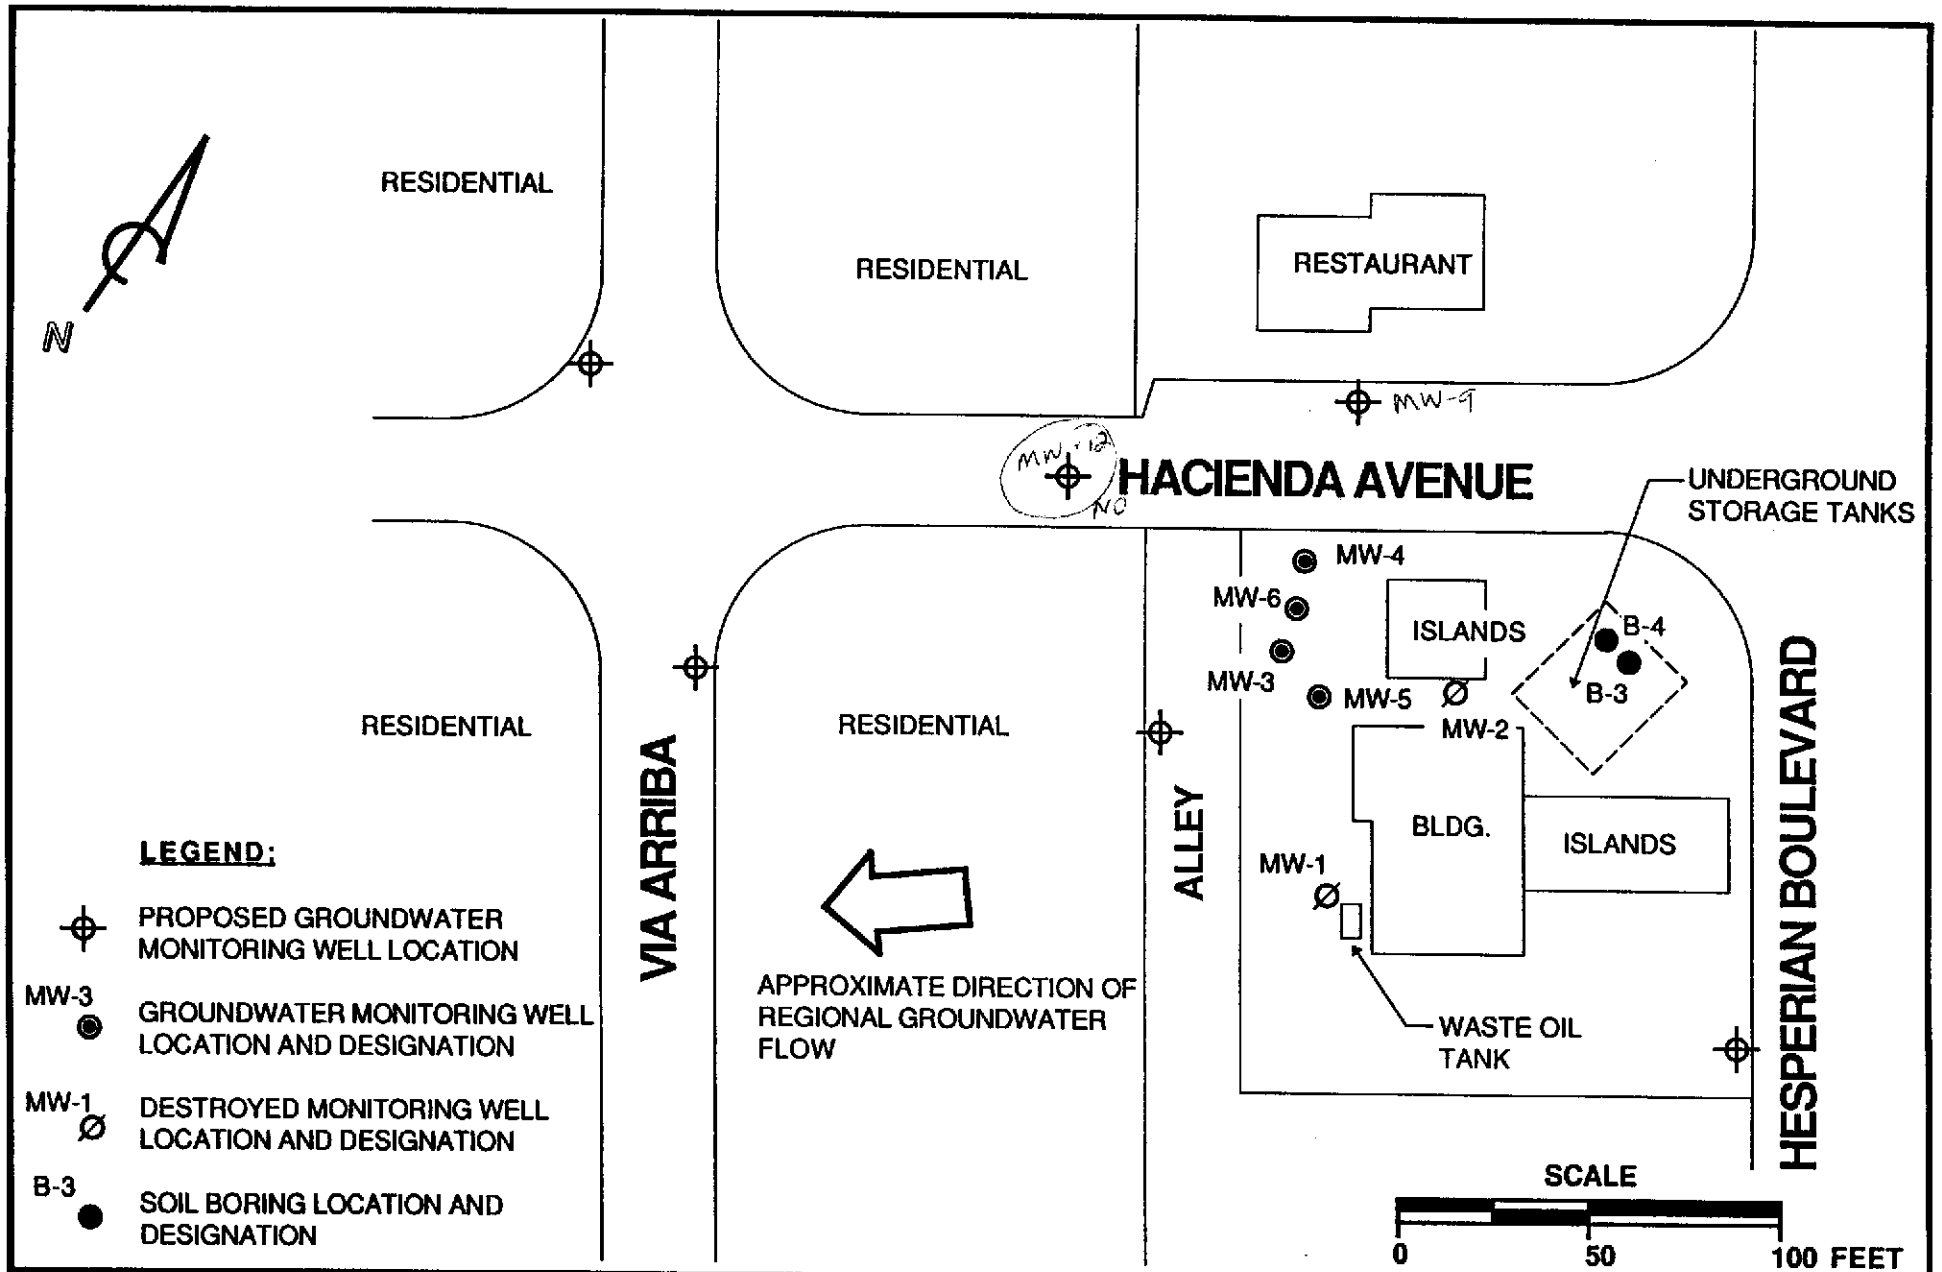 RESIDENTIAL
RESIDENTIAL
RESTAURANT
N
MW-9
MW-12
NO
HACIENDA AVENUE
UNDERGROUND
STORAGE TANKS
MW-4
MW-6
ISLANDS
B-4
MW-3
MW-5
B-3
MW-2
RESIDENTIAL
RESIDENTIAL
VIA ARRIBA
ALLEY
HESPERIAN BOULEVARD
BLDG.
ISLANDS
MW-1
WASTE OIL
TANK
APPROXIMATE DIRECTION OF
REGIONAL GROUNDWATER
FLOW
LEGEND:
PROPOSED GROUNDWATER
MONITORING WELL LOCATION
MW-3
GROUNDWATER MONITORING WELL
LOCATION AND DESIGNATION
MW-1
DESTROYED MONITORING WELL
LOCATION AND DESIGNATION
B-3
SOIL BORING LOCATION AND
DESIGNATION
SCALE
0 50 100 FEET